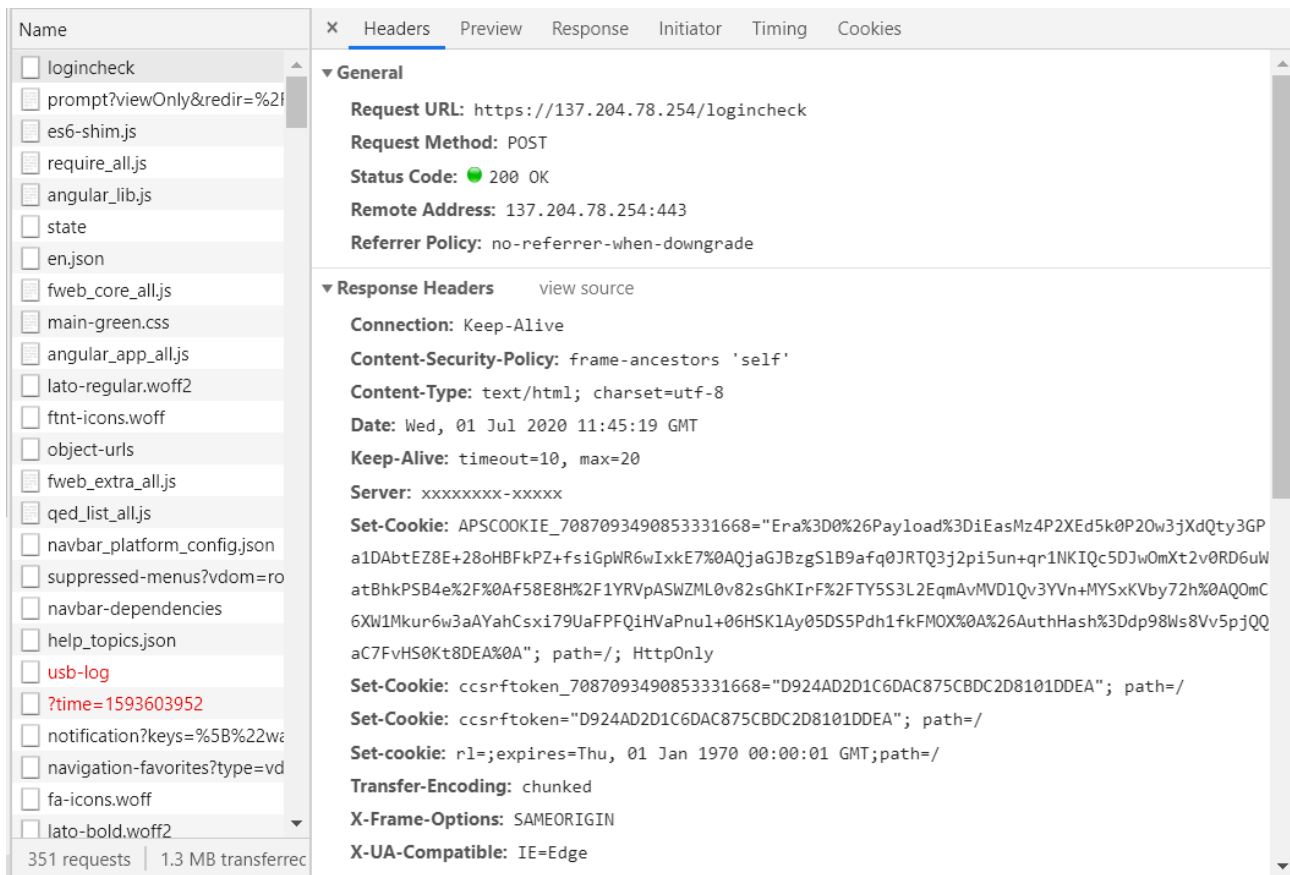 Name
logincheck
prompt?viewOnly&redir=%2F
es6-shim.js
require_all.js
angular_lib.js
state
en.json
fweb_core_all.js
main-green.css
angular_app_all.js
lato-regular.woff2
ftnt-icons.woff
object-urls
fweb_extra_all.js
qed_list_all.js
navbar_platform_config.json
suppressed-menus?vdom=ro
navbar-dependencies
help_topics.json
usb-log
?time=1593603952
notification?keys=%5B%22wa
navigation-favorites?type=vd
fa-icons.woff
lato-bold.woff2
351 requests 1.3 MB transferrec
× Headers Preview Response Initiator Timing Cookies
▼ General
Request URL: https://137.204.78.254/logincheck
Request Method: POST
Status Code: 200 OK
Remote Address: 137.204.78.254:443
Referrer Policy: no-referrer-when-downgrade
▼ Response Headers view source
Connection: Keep-Alive
Content-Security-Policy: frame-ancestors 'self'
Content-Type: text/html; charset=utf-8
Date: Wed, 01 Jul 2020 11:45:19 GMT
Keep-Alive: timeout=10, max=20
Server: xxxxxxxx-xxxxx
Set-Cookie: APSCOOKIE_7087093490853331668="Era%3D0%26Payload%3DiEasMz4P2XEd5k0P2Ow3jXdQty3GP
a1DAbtEZ8E+28oHBFkPZ+fsiGpWR6wIxkE7%0AQjaGJBzgSlB9afq0JRTQ3j2pi5un+qr1NKIQc5DJwOmXt2v0RD6uW
atBhkPSB4e%2F%0Af58E8H%2F1YRVpASWZML0v82sGhKIrF%2FTY5S3L2EqmAvMVDlQv3YVn+MYSxKVby72h%0AQOmC
6XW1Mkur6w3aAYahCsxi79UaFPFQiHVaPnul+06HSKlAy05DS5Pdh1fkFMOX%0A%26AuthHash%3Ddp98Ws8Vv5pjQQ
aC7FvHS0Kt8DEA%0A"; path=/; HttpOnly
Set-Cookie: ccsrftoken_7087093490853331668="D924AD2D1C6DAC875CBDC2D8101DDEA"; path=/
Set-Cookie: ccsrftoken="D924AD2D1C6DAC875CBDC2D8101DDEA"; path=/
Set-cookie: rl=;expires=Thu, 01 Jan 1970 00:00:01 GMT;path=/
Transfer-Encoding: chunked
X-Frame-Options: SAMEORIGIN
X-UA-Compatible: IE=Edge